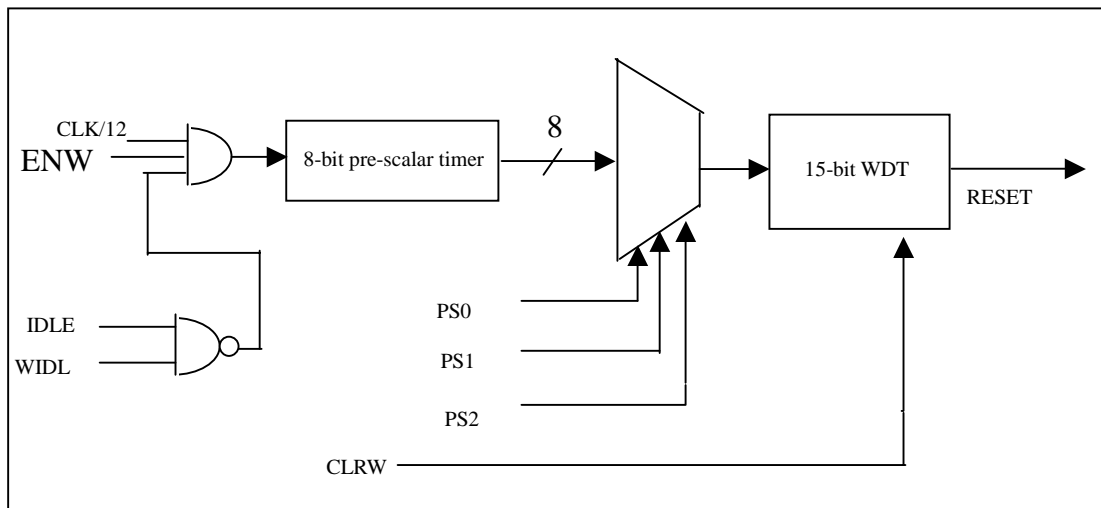 CLK/12
ENW
8-bit pre-scalar timer
8
15-bit WDT
RESET
IDLE
WIDL
PS0
PS1
PS2
CLRW